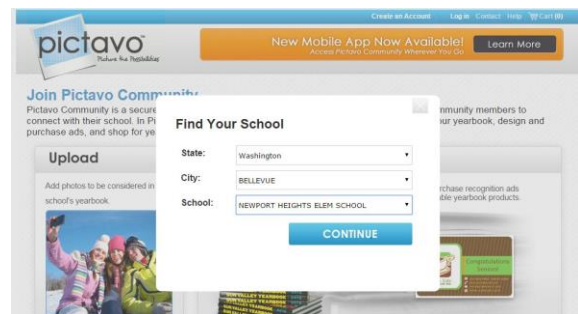 Create an Account Log in Contact Help Cart (0)
pictavo
Picture the Possibilities
New Mobile App Now Available!
Access Pictavo Community Wherever You Go
Learn More
Join Pictavo Community
Pictavo Community is a secure
mmunity members to
connect with their school. In Pi
ur yearbook, design and
purchase ads, and shop for ye
Upload
Add photos to be considered in
school's yearbook.
rchase recognition ads
ble yearbook products.
Find Your School
State: Washington
City: BELLEVUE
School: NEWPORT HEIGHTS ELEM SCHOOL
CONTINUE
Congratulations
SUN VALLEY YEARBOOK